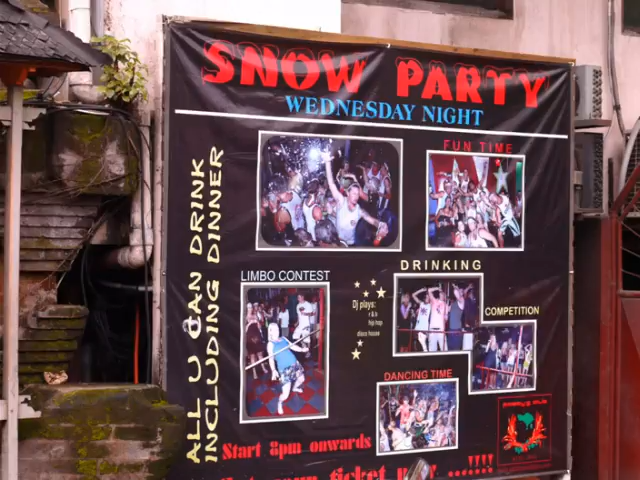 SNOW PARTY
WEDNESDAY NIGHT
FUN TIME
ALL U CAN DRINK
INCLUDING DINNER
LIMBO CONTEST
Dj plays:
r & b
hip hop
disco house
DRINKING
COMPETITION
DANCING TIME
Start 8pm onwards
ticket